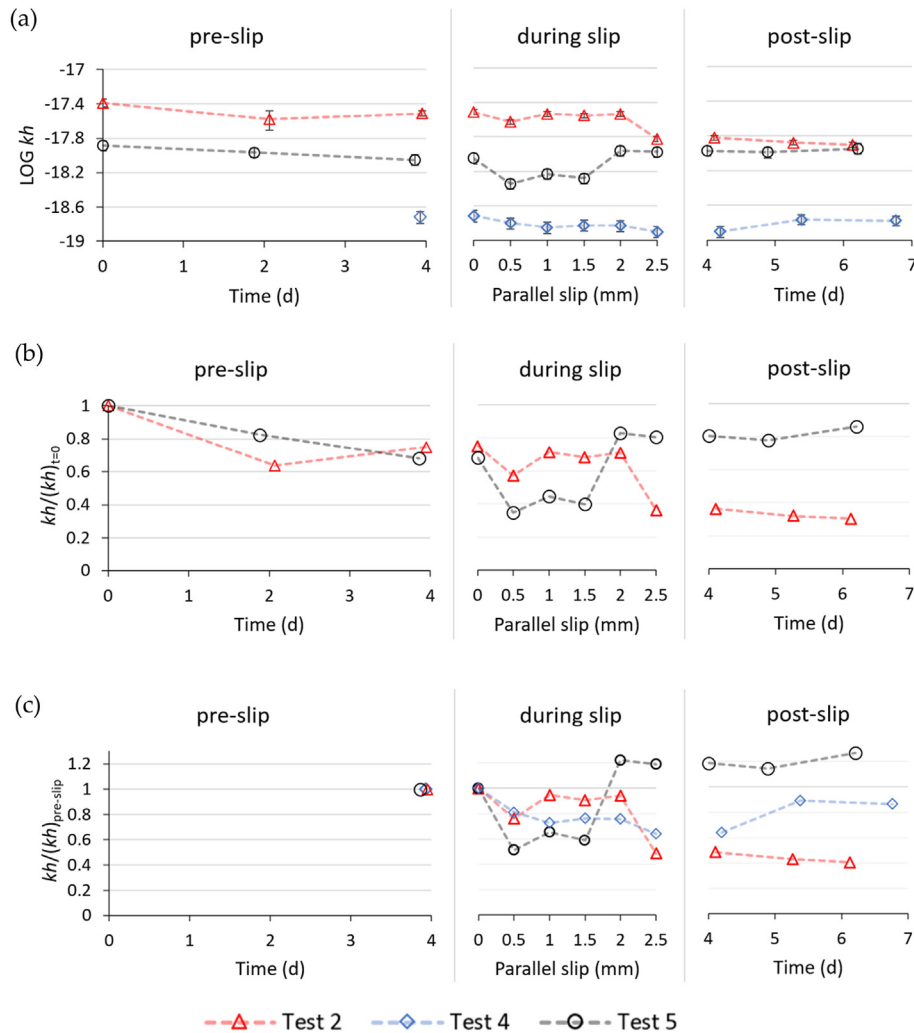 (a)
pre-slip
during slip
post-slip
LOG kh
-17
-17.4
-17.8
-18.2
-18.6
-19
0 1 2 3 4
Time (d)
0 0.5 1 1.5 2 2.5
Parallel slip (mm)
4 5 6 7
Time (d)
(b)
pre-slip
during slip
post-slip
kh/(kh)t=0
1
0.8
0.6
0.4
0.2
0
0 1 2 3 4
Time (d)
0 0.5 1 1.5 2 2.5
Parallel slip (mm)
4 5 6 7
Time (d)
(c)
pre-slip
during slip
post-slip
kh/(kh)pre-slip
1.2
1
0.8
0.6
0.4
0.2
0
0 1 2 3 4
Time (d)
0 0.5 1 1.5 2 2.5
Parallel slip (mm)
4 5 6 7
Time (d)
Test 2 Test 4 Test 5